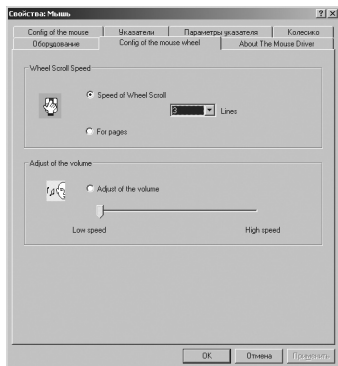 Свойства: Мышь
Config of the mouse Указатели Параметры указателя Колесико
Оборудование Config of the mouse wheel About The Mouse Driver
Wheel Scroll Speed
Speed of Wheel Scroll
3 Lines
For pages
Adjust of the volume
Adjust of the volume
Low speed High speed
OK Отмена Применить